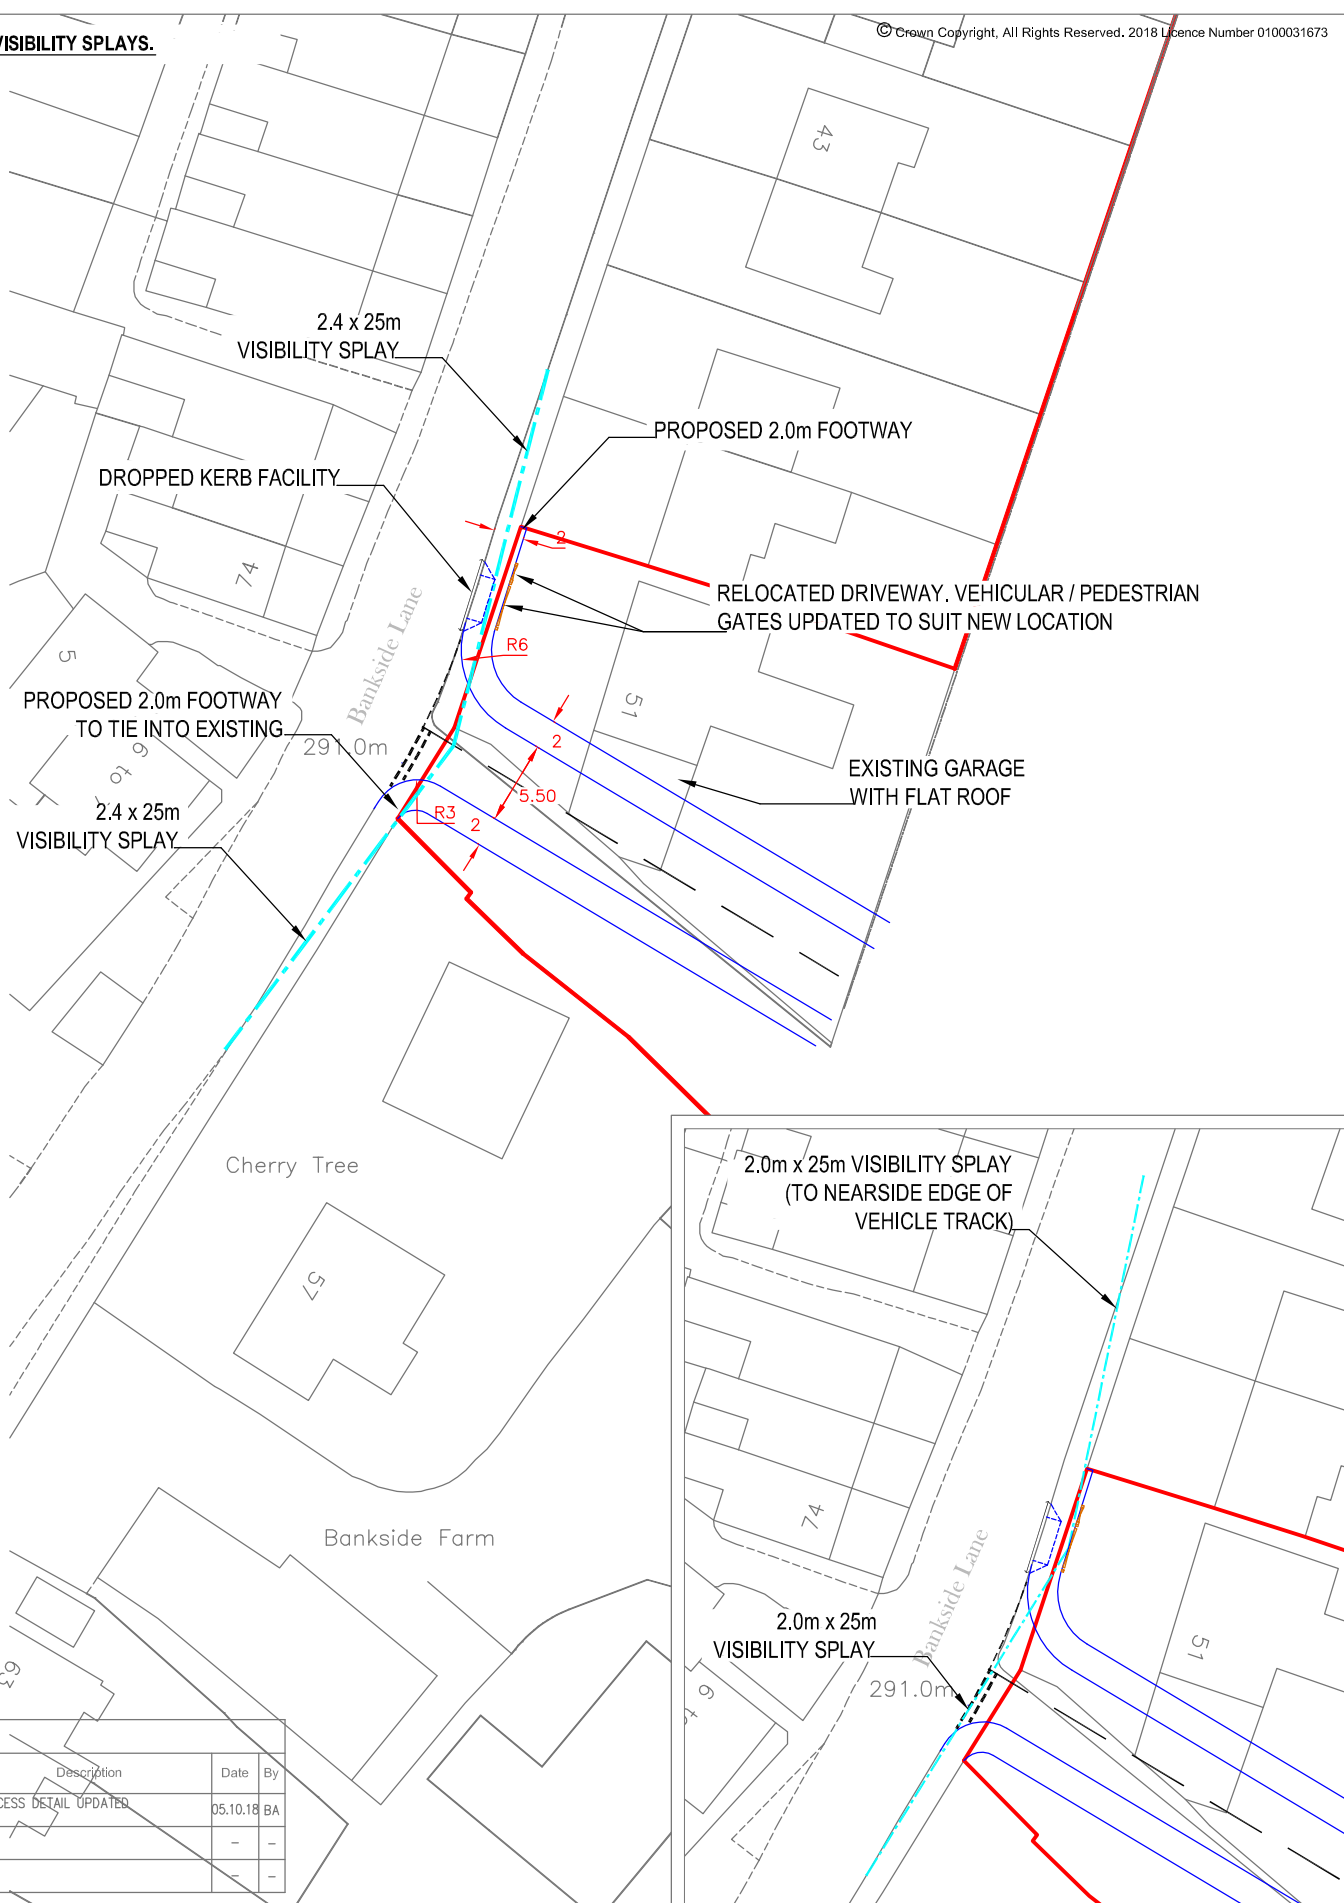 VISIBILITY SPLAYS.
© Crown Copyright, All Rights Reserved. 2018 Licence Number 0100031673
43
2.4 x 25m
VISIBILITY SPLAY
PROPOSED 2.0m FOOTWAY
DROPPED KERB FACILITY
2
74
Bankside Lane
RELOCATED DRIVEWAY. VEHICULAR / PEDESTRIAN
GATES UPDATED TO SUIT NEW LOCATION
R6
5
51
PROPOSED 2.0m FOOTWAY
TO TIE INTO EXISTING
291.0m
2
6 to
EXISTING GARAGE
WITH FLAT ROOF
5.50
2.4 x 25m
VISIBILITY SPLAY
R3
2
Cherry Tree
57
Bankside Farm
63
2.0m x 25m VISIBILITY SPLAY
(TO NEARSIDE EDGE OF
VEHICLE TRACK)
74
Bankside Lane
2.0m x 25m
VISIBILITY SPLAY
51
291.0m
6
Description Date By
CESS DETAIL UPDATED 05.10.18 BA
- -
- -